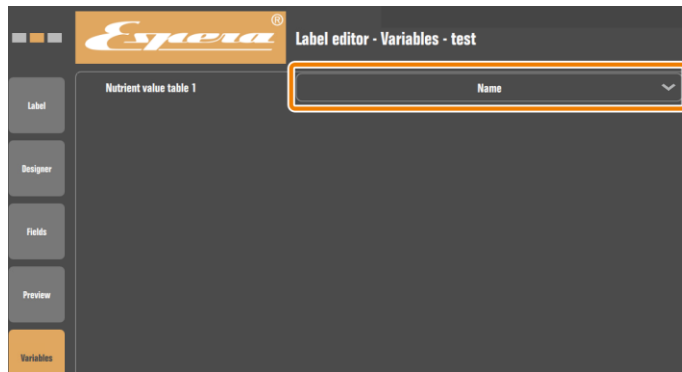 Espera®
Label editor - Variables - test
Nutrient value table 1
Name
Label
Designer
Fields
Preview
Variables